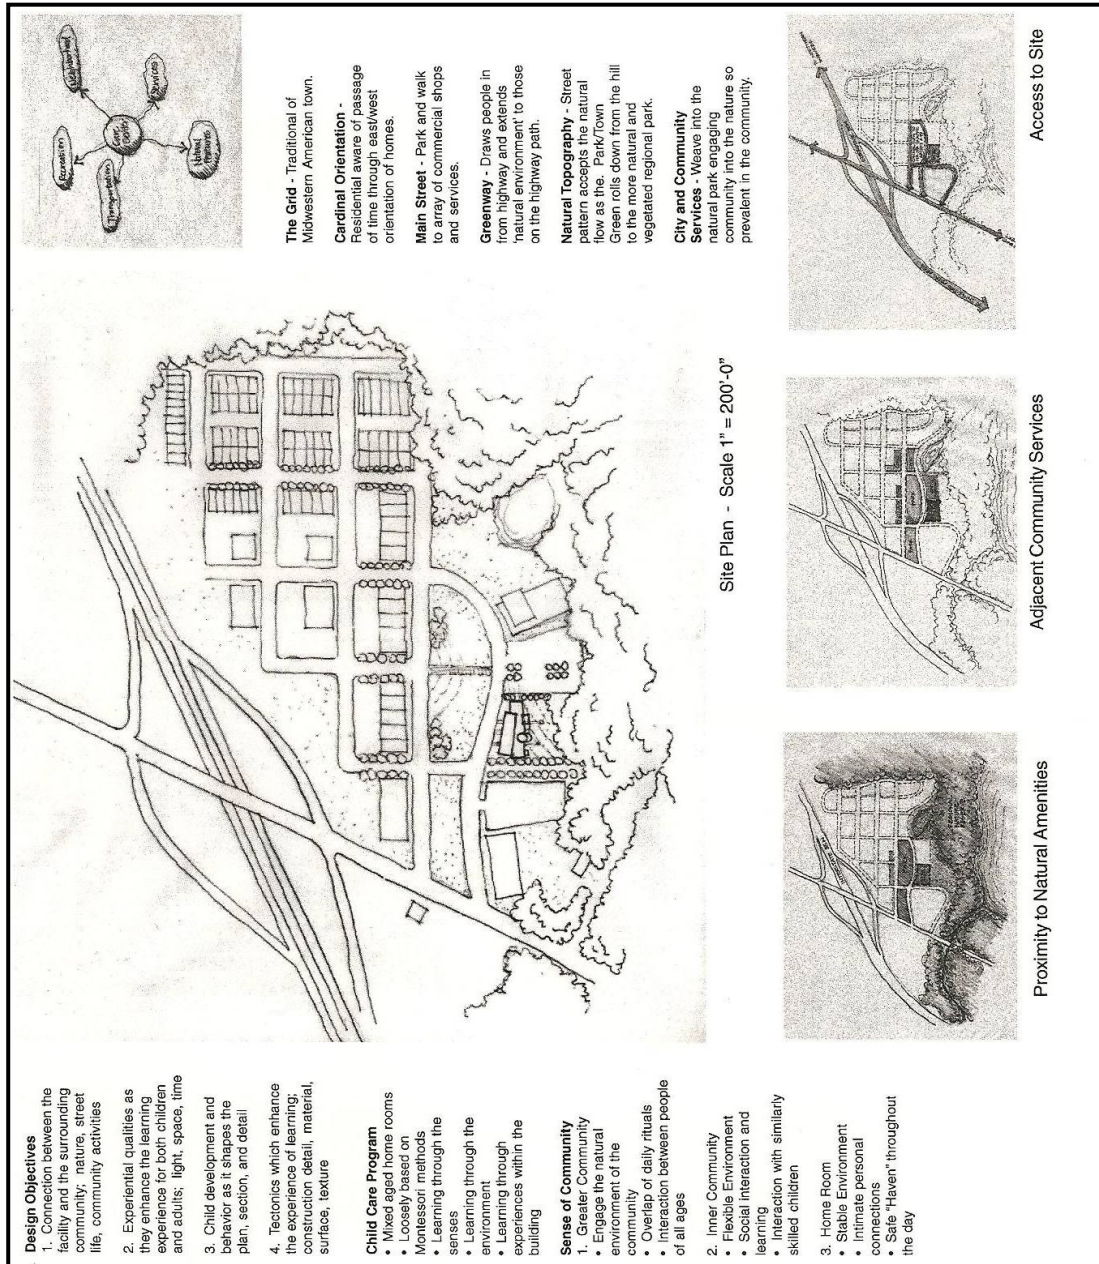 Design Objectives
1. Connection between the
facility and the surrounding
community; nature, street
life, community activities
2. Experiential qualities as
they enhance the learning
experience for both children
and adults; light, space, time
3. Child development and
behavior as it shapes the
plan, section, and detail
4. Tectonics which enhance
the experience of learning;
construction detail, material,
surface, texture
Child Care Program
• Mixed aged home rooms
• Loosely based on
Montessori methods
• Learning through the
senses
• Learning through the
environment
• Learning through
experiences within the
building
Sense of Community
1. Greater Community
• Engage the natural
environment of the
community
• Overlap of daily rituals
• Interaction between people
of all ages
2. Inner Community
• Flexible Environment
• Social interaction and
learning
• Interaction with similarly
skilled children
3. Home Room
• Stable Environment
• Intimate personal
connections
• Safe "Haven" throughout
the day
Site Plan - Scale 1" = 200'-0"
Recreation
Neighborhood
Transportation
Services
Natural
The Grid - Traditional of
Midwestern American town.
Cardinal Orientation -
Residential aware of passage
of time through east/west
orientation of homes.
Main Street - Park and walk
to array of commercial shops
and services.
Greenway - Draws people in
from highway and extends
'natural environment' to those
on the highway path.
Natural Topography - Street
pattern accepts the natural
flow as the. Park/Town
Green rolls down from the hill
to the more natural and
vegetated regional park.
City and Community
Services - Weave into the
natural park engaging
community into the nature so
prevalent in the community.
Proximity to Natural Amenities
Adjacent Community Services
Access to Site